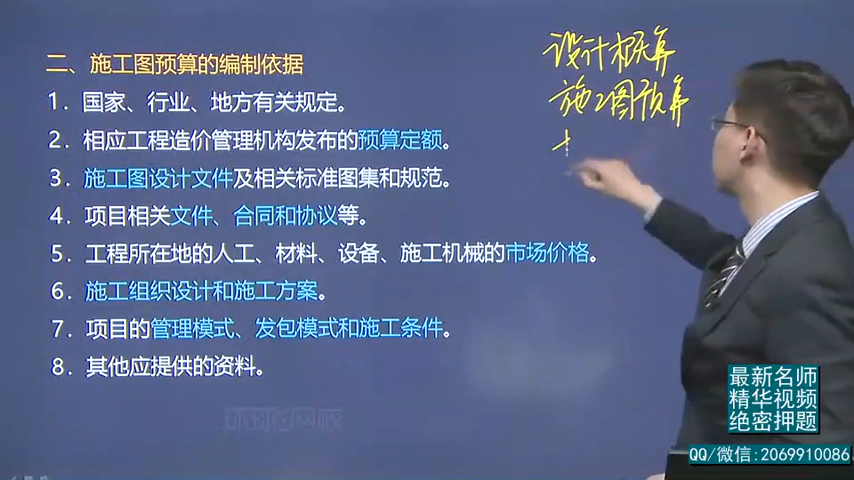 二、施工图预算的编制依据
1．国家、行业、地方有关规定。
2．相应工程造价管理机构发布的预算定额。
3．施工图设计文件及相关标准图集和规范。
4．项目相关文件、合同和协议等。
5．工程所在地的人工、材料、设备、施工机械的市场价格。
6．施工组织设计和施工方案。
7．项目的管理模式、发包模式和施工条件。
8．其他应提供的资料。
设计概算
施工图预算
最新名师
精华视频
绝密押题
QQ/微信:2069910086